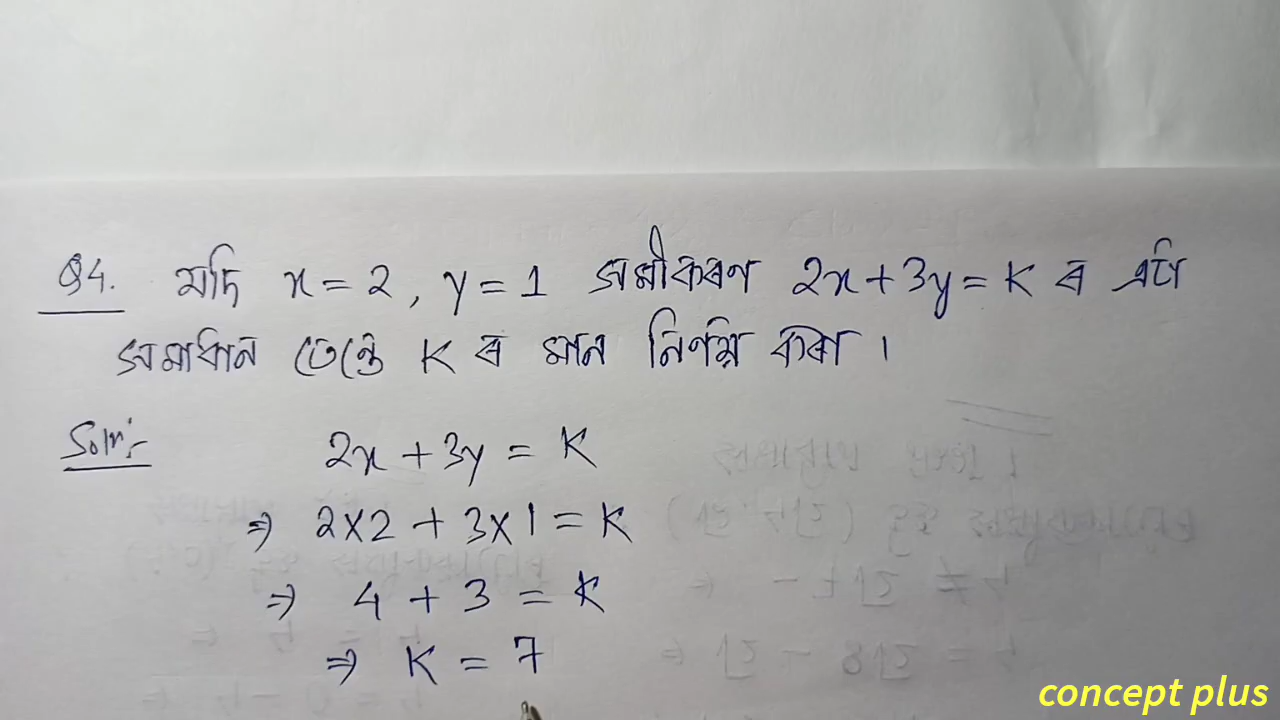 Q4. যদি x = 2, y = 1 সমীকৰণ 2x + 3y = K ৰ এটা
সমাধান তেন্তে K ৰ মান নিৰ্ণয় কৰা ।
Soln:-
2x + 3y = K
⇒ 2×2 + 3×1 = K
⇒ 4 + 3 = K
⇒ K = 7
concept plus